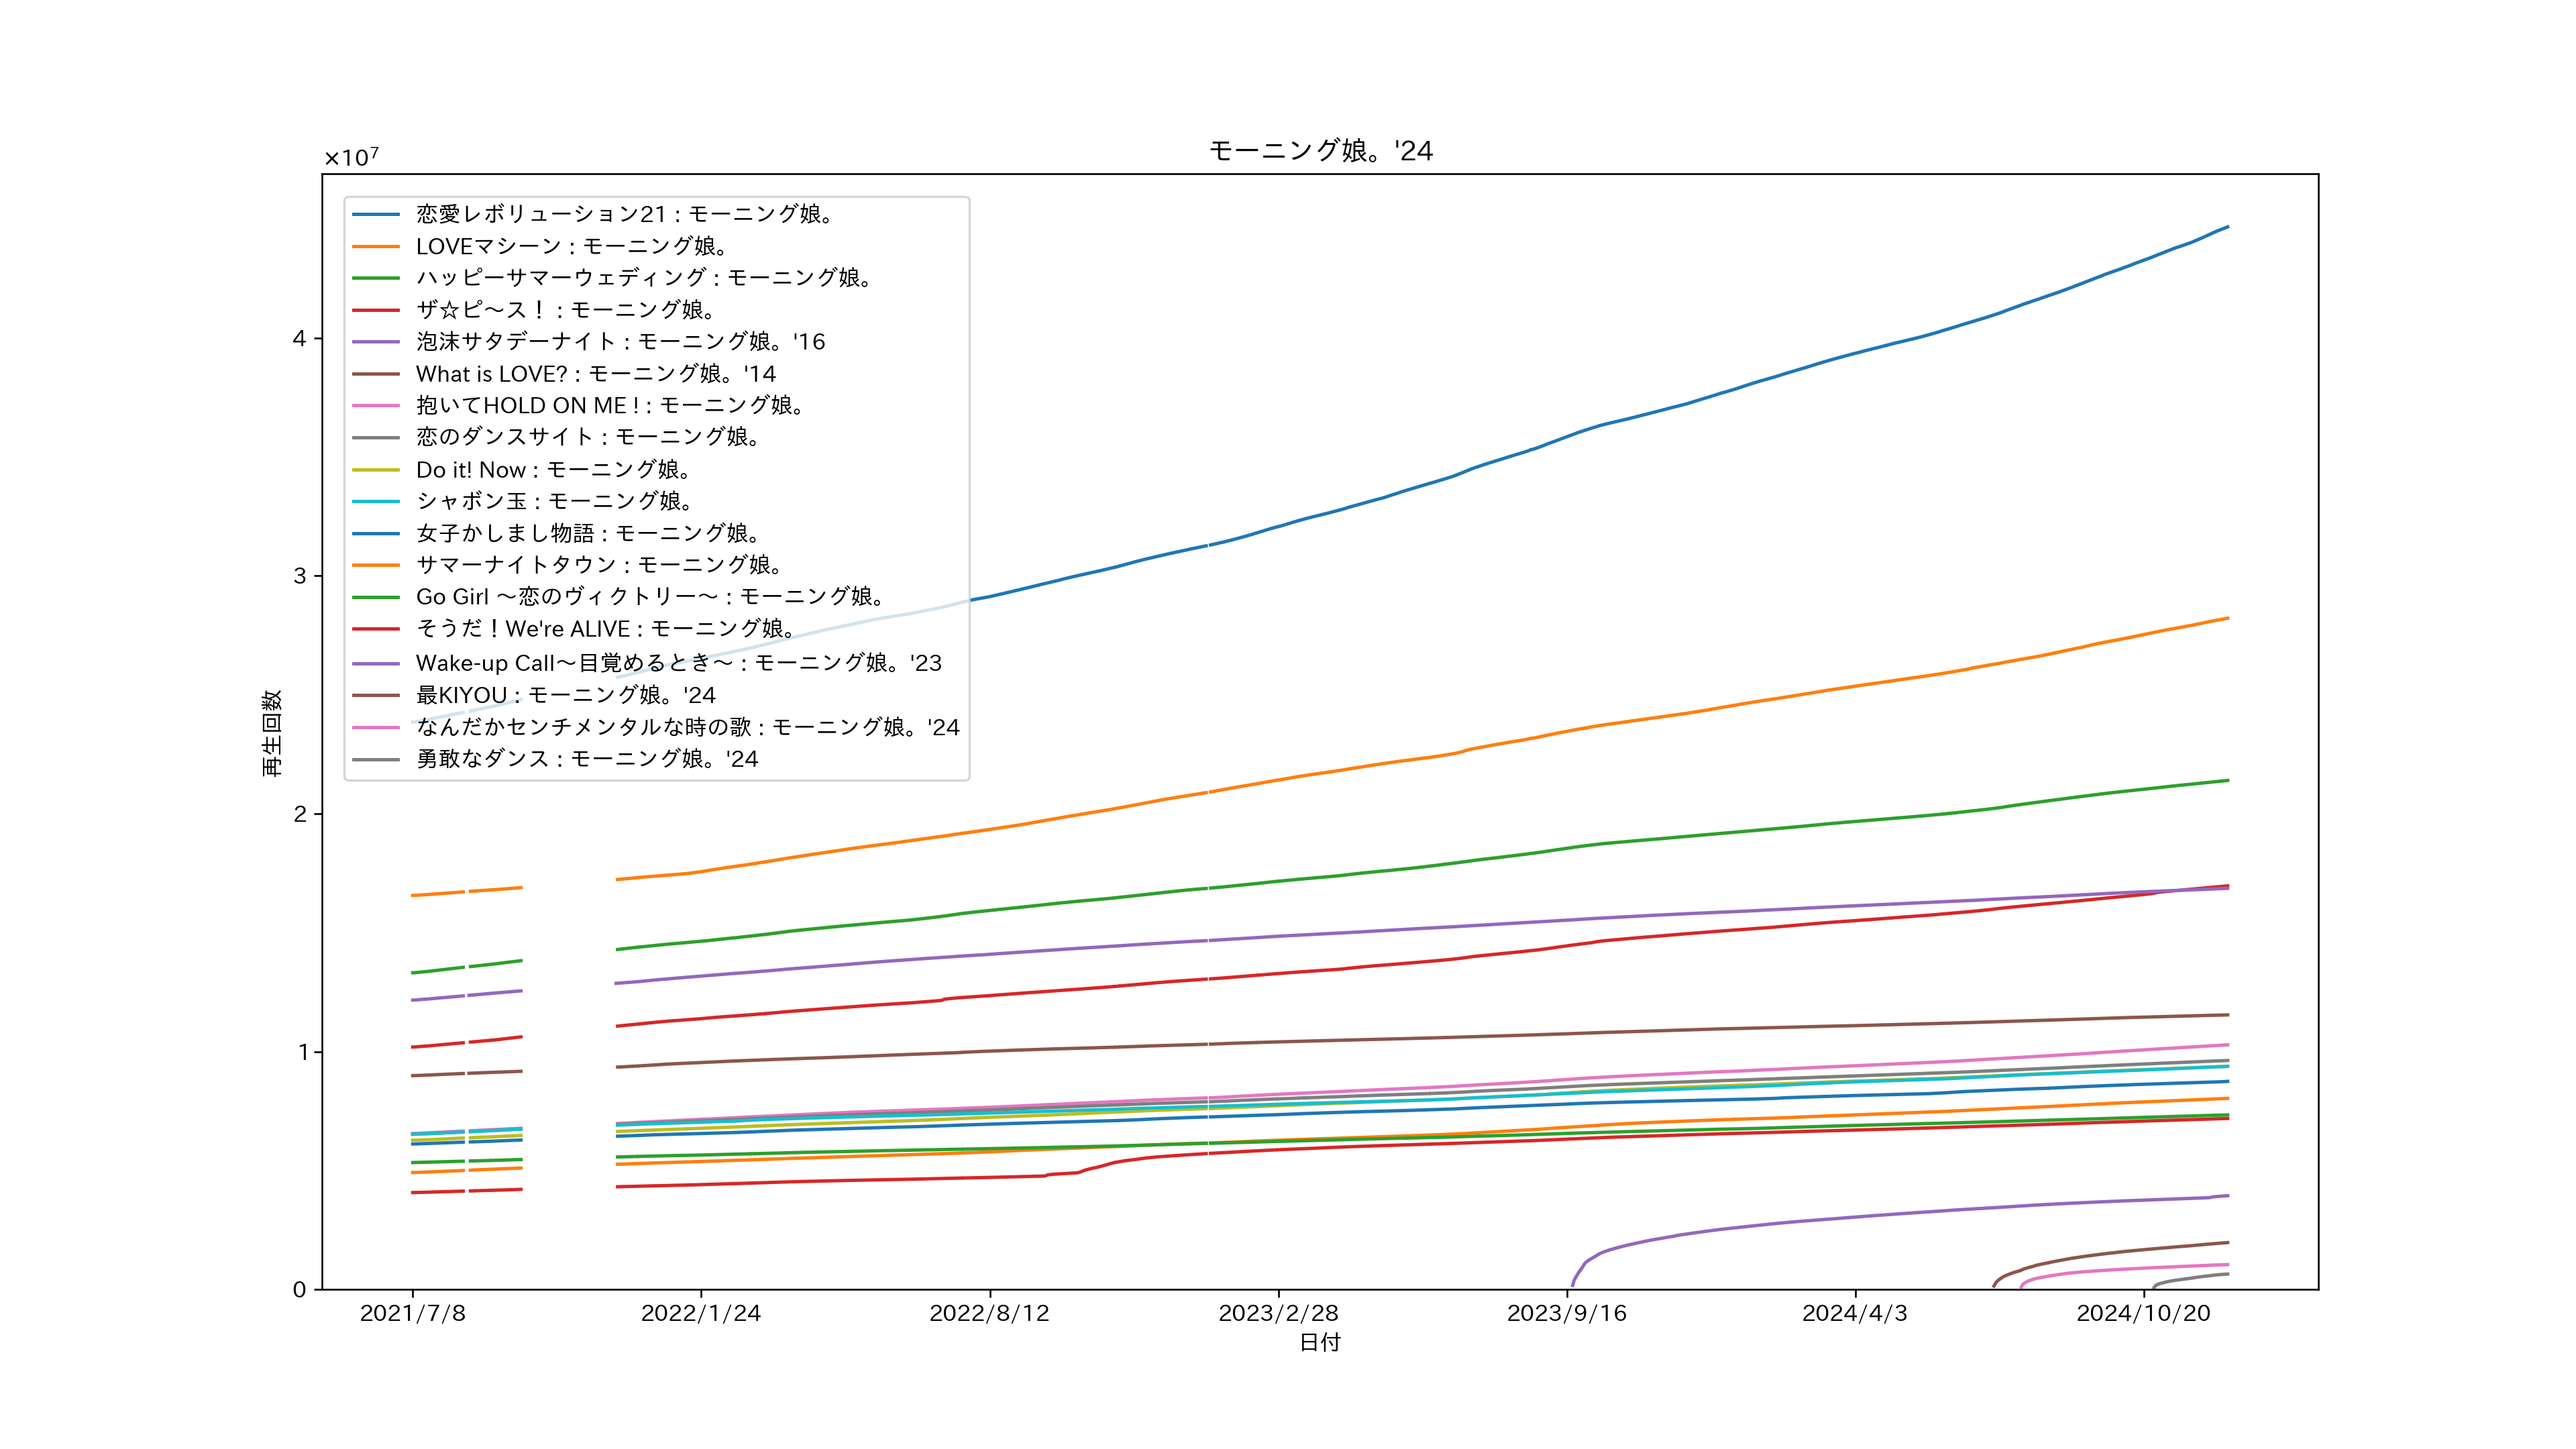 モーニング娘。'24
×10⁷
恋愛レボリューション21 : モーニング娘。
LOVEマシーン : モーニング娘。
ハッピーサマーウェディング : モーニング娘。
ザ☆ピ〜ス！ : モーニング娘。
泡沫サタデーナイト : モーニング娘。'16
What is LOVE? : モーニング娘。'14
抱いてHOLD ON ME ! : モーニング娘。
恋のダンスサイト : モーニング娘。
Do it! Now : モーニング娘。
シャボン玉 : モーニング娘。
女子かしまし物語 : モーニング娘。
サマーナイトタウン : モーニング娘。
Go Girl 〜恋のヴィクトリー〜 : モーニング娘。
そうだ！We're ALIVE : モーニング娘。
Wake-up Call〜目覚めるとき〜 : モーニング娘。'23
最KIYOU : モーニング娘。'24
なんだかセンチメンタルな時の歌 : モーニング娘。'24
勇敢なダンス : モーニング娘。'24
4
3
2
1
0
再生回数
2021/7/8
2022/1/24
2022/8/12
2023/2/28
2023/9/16
2024/4/3
2024/10/20
日付